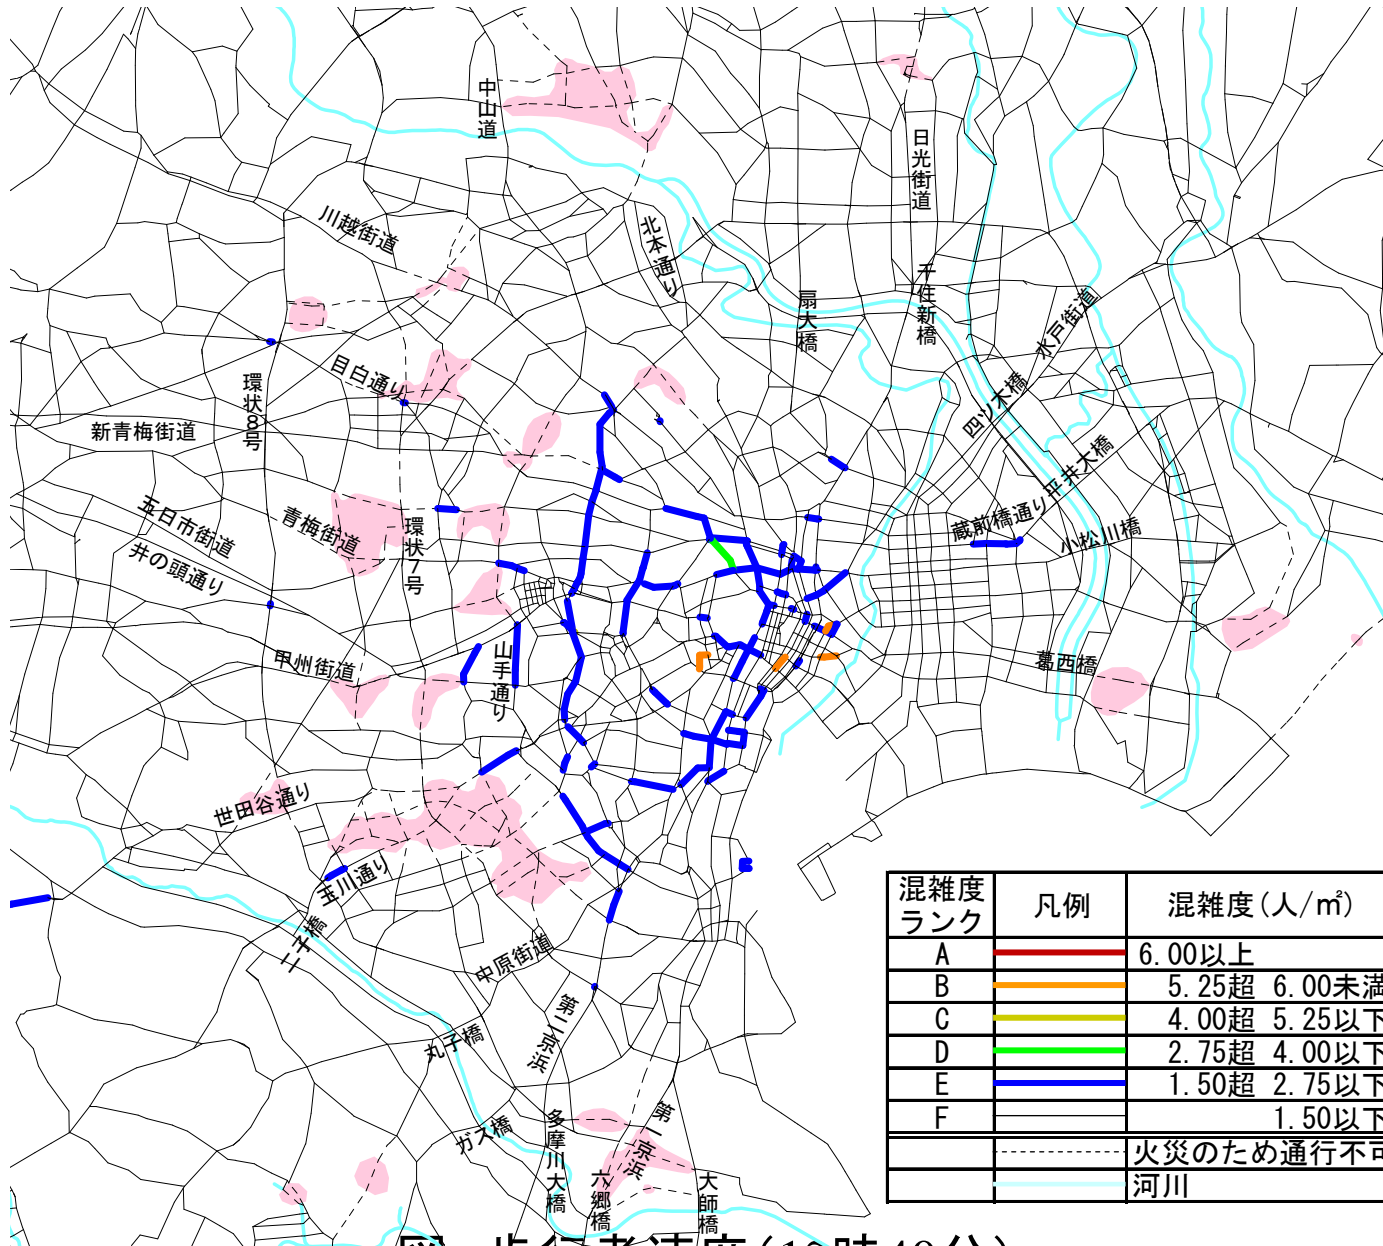 中山道
日光街道
川越街道
北本通り
千住新橋
扇大橋
水戸街道
目白通り
環状8号
四ツ木橋
新青梅街道
平井大橋
五日市街道
青梅街道
環状7号
蔵前橋通り
小松川橋
井の頭通り
甲州街道
山手通り
葛西橋
世田谷通り
玉川通り
二子橋
中原街道
第二京浜
丸子橋
ガス橋
多摩川大橋
第一京浜
六郷橋
大師橋
混雑度ランク 凡例 混雑度(人/㎡)
A 6.00以上
B 5.25超 6.00未満
C 4.00超 5.25以下
D 2.75超 4.00以下
E 1.50超 2.75以下
F 1.50以下
火災のため通行不可
河川